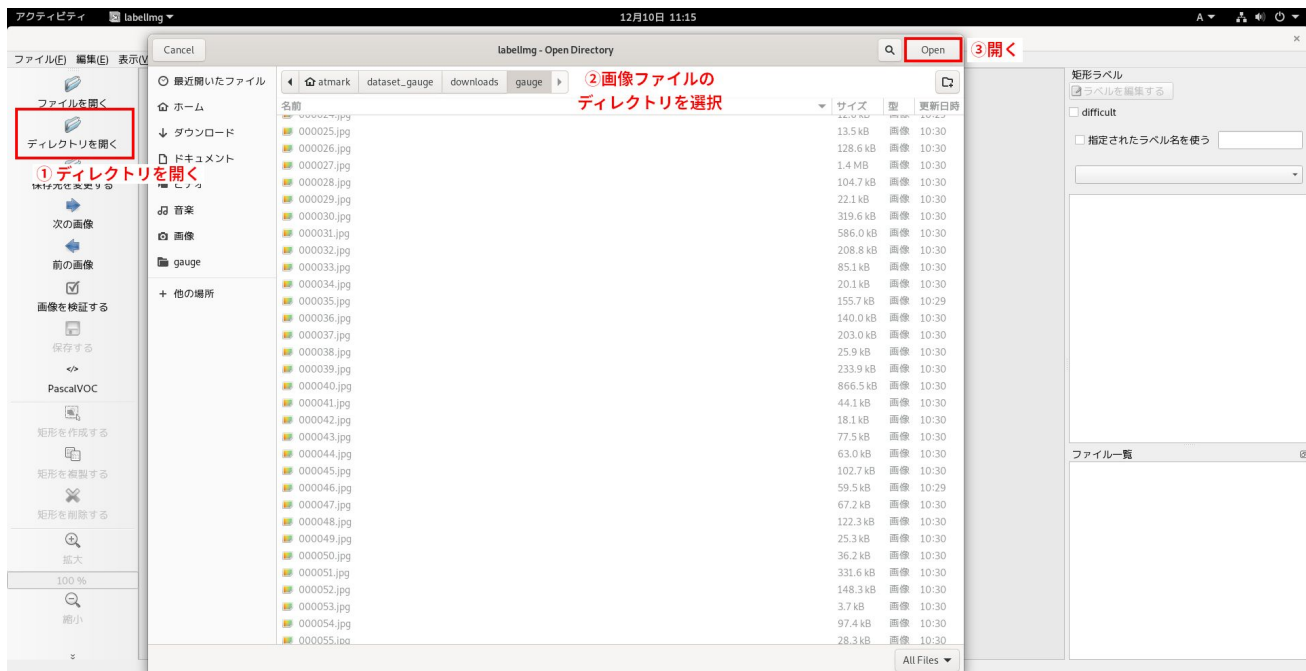 アクティビティ labelImg 12月10日 11:15 A
Cancel labelImg - Open Directory Open ③開く
ファイル(F) 編集(E) 表示(V
ファイルを開く
ディレクトリを開く
①ディレクトリを開く
保存先を変更する
次の画像
前の画像
画像を検証する
保存する
</>
PascalVOC
矩形を作成する
矩形を複製する
矩形を削除する
拡大
100 %
縮小
最近開いたファイル
ホーム
ダウンロード
ドキュメント
ビデオ
音楽
画像
gauge
+ 他の場所
atmark dataset_gauge downloads gauge
②画像ファイルの
ディレクトリを選択
名前 サイズ 型 更新日時
000024.jpg 12.6 kB 画像 10:29
000025.jpg 13.5 kB 画像 10:30
000026.jpg 128.6 kB 画像 10:30
000027.jpg 1.4 MB 画像 10:30
000028.jpg 104.7 kB 画像 10:30
000029.jpg 22.1 kB 画像 10:30
000030.jpg 319.6 kB 画像 10:30
000031.jpg 586.0 kB 画像 10:30
000032.jpg 208.8 kB 画像 10:30
000033.jpg 85.1 kB 画像 10:30
000034.jpg 20.1 kB 画像 10:30
000035.jpg 155.7 kB 画像 10:29
000036.jpg 140.0 kB 画像 10:30
000037.jpg 203.0 kB 画像 10:30
000038.jpg 25.9 kB 画像 10:30
000039.jpg 233.9 kB 画像 10:30
000040.jpg 866.5 kB 画像 10:30
000041.jpg 44.1 kB 画像 10:30
000042.jpg 18.1 kB 画像 10:30
000043.jpg 77.5 kB 画像 10:30
000044.jpg 63.0 kB 画像 10:30
000045.jpg 102.7 kB 画像 10:30
000046.jpg 59.5 kB 画像 10:29
000047.jpg 67.2 kB 画像 10:30
000048.jpg 122.3 kB 画像 10:30
000049.jpg 25.3 kB 画像 10:30
000050.jpg 36.2 kB 画像 10:30
000051.jpg 331.6 kB 画像 10:30
000052.jpg 148.3 kB 画像 10:30
000053.jpg 3.7 kB 画像 10:30
000054.jpg 97.4 kB 画像 10:30
000055.jpg 28.3 kB 画像 10:30
All Files
矩形ラベル
ラベルを編集する
difficult
指定されたラベル名を使う
ファイル一覧